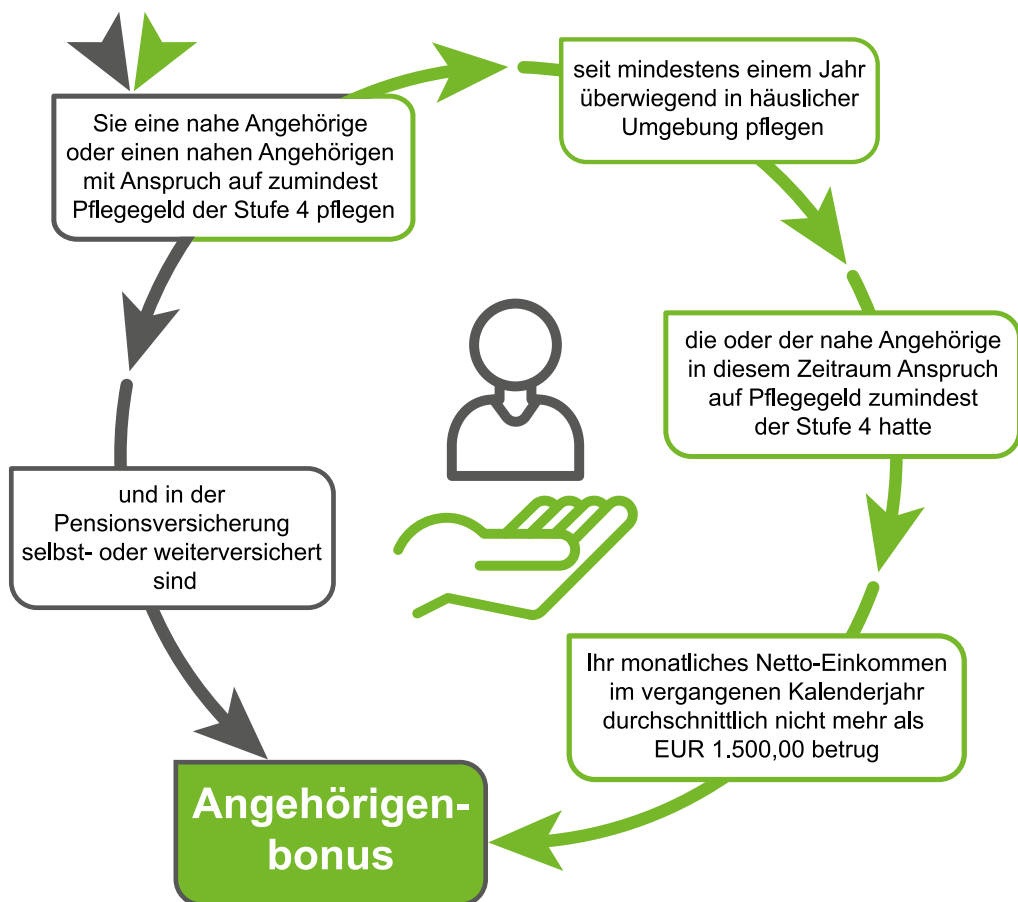 Sie eine nahe Angehörige
oder einen nahen Angehörigen
mit Anspruch auf zumindest
Pflegegeld der Stufe 4 pflegen
seit mindestens einem Jahr
überwiegend in häuslicher
Umgebung pflegen
die oder der nahe Angehörige
in diesem Zeitraum Anspruch
auf Pflegegeld zumindest
der Stufe 4 hatte
und in der
Pensionsversicherung
selbst- oder weiterversichert
sind
Ihr monatliches Netto-Einkommen
im vergangenen Kalenderjahr
durchschnittlich nicht mehr als
EUR 1.500,00 betrug
Angehörigen-
bonus